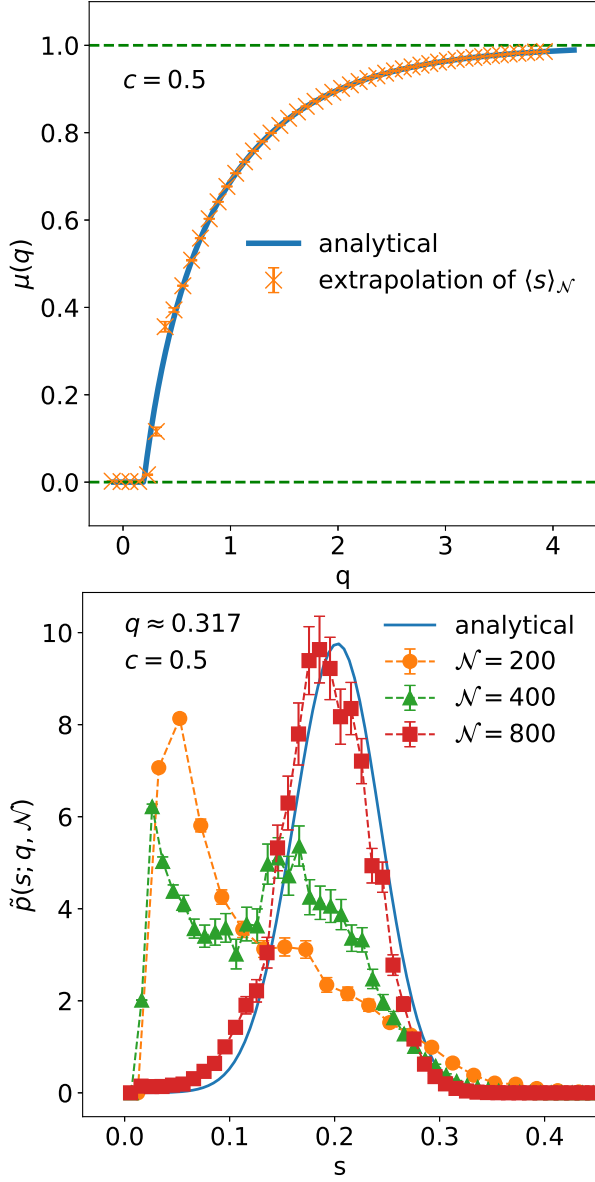 1.0
0.8
0.6
0.4
0.2
0.0
μ(q)
c = 0.5
analytical
extrapolation of ⟨s⟩𝒩
0 1 2 3 4
q
10
8
6
4
2
0
p̃(s; q, 𝒩)
q ≈ 0.317
c = 0.5
analytical
𝒩 = 200
𝒩 = 400
𝒩 = 800
0.0 0.1 0.2 0.3 0.4
s